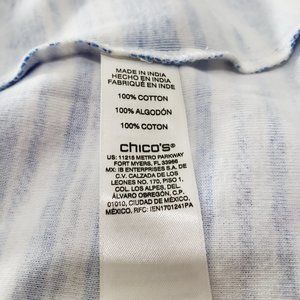 MADE IN INDIA
HECHO EN INDIA
FABRIQUÉ EN INDE
100% COTTON
100% ALGODÓN
100% COTON
chico's®
US: 11215 METRO PARKWAY
FORT MYERS, FL 33966
MX: IB ENTERPRISES S.A. DE
C.V. CALZADA DE LOS
LEONES NO. 170, PISO 1,
COL. LOS ALPES, DEL.
ÁLVARO OBREGÓN, C.P.
01010, CIUDAD DE MÉXICO,
MÉXICO. RFC: IEN1701241PA